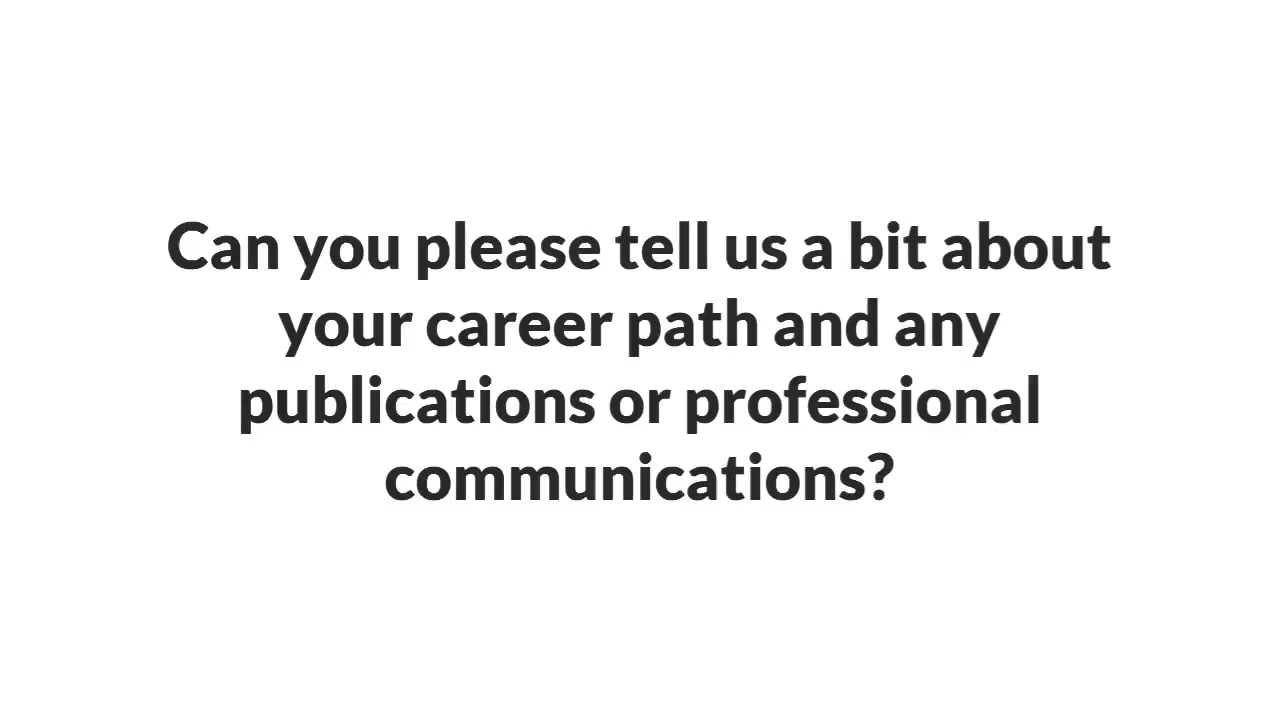 Can you please tell us a bit about
your career path and any
publications or professional
communications?